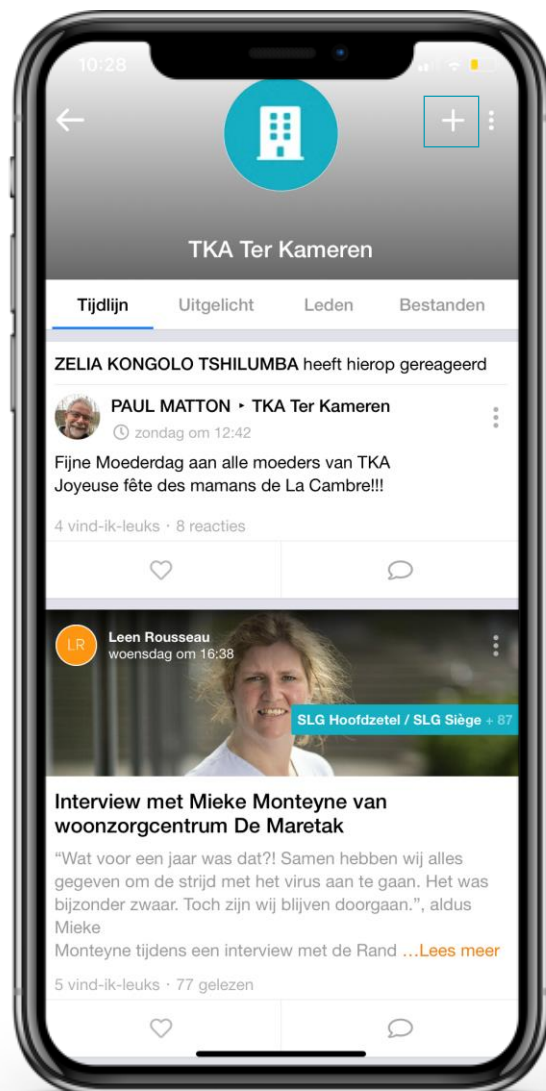 10:28
TKA Ter Kameren
Tijdlijn
Uitgelicht
Leden
Bestanden
ZELIA KONGOLO TSHILUMBA heeft hierop gereageerd
PAUL MATTON ‣ TKA Ter Kameren
zondag om 12:42
Fijne Moederdag aan alle moeders van TKA
Joyeuse fête des mamans de La Cambre!!!
4 vind-ik-leuks · 8 reacties
LR
Leen Rousseau
woensdag om 16:38
SLG Hoofdzetel / SLG Siège + 87
Interview met Mieke Monteyne van
woonzorgcentrum De Maretak
“Wat voor een jaar was dat?! Samen hebben wij alles
gegeven om de strijd met het virus aan te gaan. Het was
bijzonder zwaar. Toch zijn wij blijven doorgaan.”, aldus
Mieke
Monteyne tijdens een interview met de Rand ...Lees meer
5 vind-ik-leuks · 77 gelezen